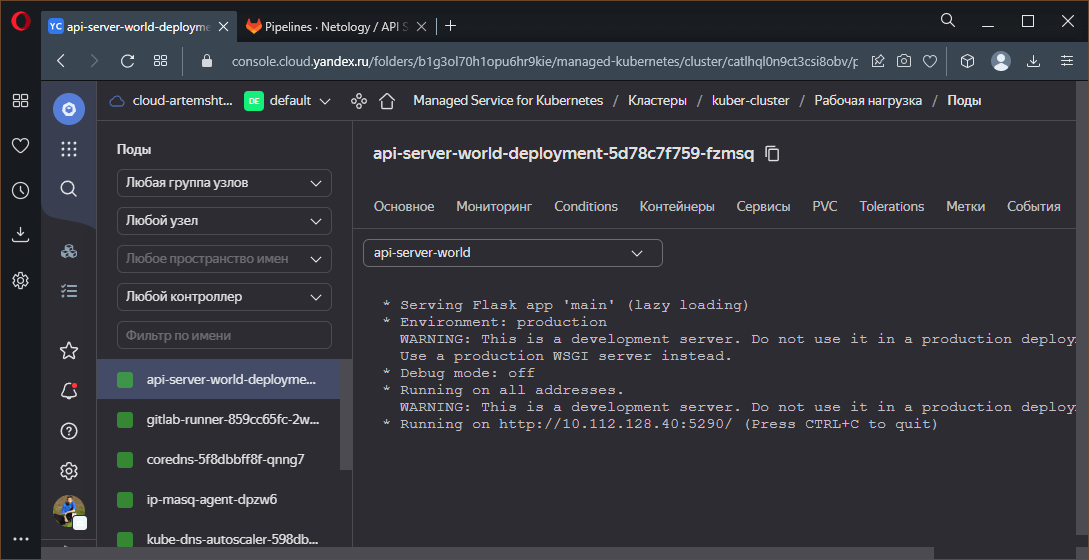 YC api-server-world-deployme
Pipelines · Netology / API S
console.cloud.yandex.ru/folders/b1g3ol70h1opu6hr9kie/managed-kubernetes/cluster/catlhql0n9ct3csi8obv/p
cloud-artemsht... DE default Managed Service for Kubernetes / Кластеры / kuber-cluster / Рабочая нагрузка / Поды
Поды
Любая группа узлов
Любой узел
Любое пространство имен
Любой контроллер
Фильтр по имени
api-server-world-deployme...
gitlab-runner-859cc65fc-2w...
coredns-5f8dbbff8f-qnng7
ip-masq-agent-dpzw6
kube-dns-autoscaler-598db...
api-server-world-deployment-5d78c7f759-fzmsq
Основное Мониторинг Conditions Контейнеры Сервисы PVC Tolerations Метки События
api-server-world
* Serving Flask app 'main' (lazy loading)
* Environment: production
WARNING: This is a development server. Do not use it in a production deploy
Use a production WSGI server instead.
* Debug mode: off
* Running on all addresses.
WARNING: This is a development server. Do not use it in a production deploy
* Running on http://10.112.128.40:5290/ (Press CTRL+C to quit)